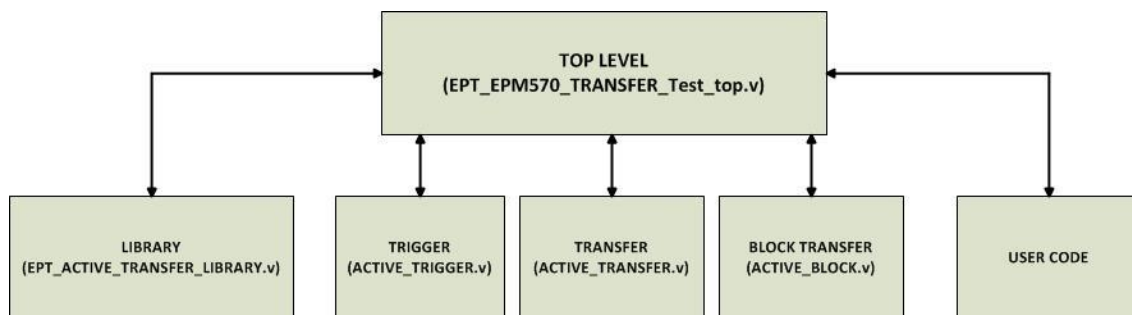 TOP LEVEL
(EPT_EPM570_TRANSFER_Test_top.v)
LIBRARY
(EPT_ACTIVE_TRANSFER_LIBRARY.v)
TRIGGER
(ACTIVE_TRIGGER.v)
TRANSFER
(ACTIVE_TRANSFER.v)
BLOCK TRANSFER
(ACTIVE_BLOCK.v)
USER CODE